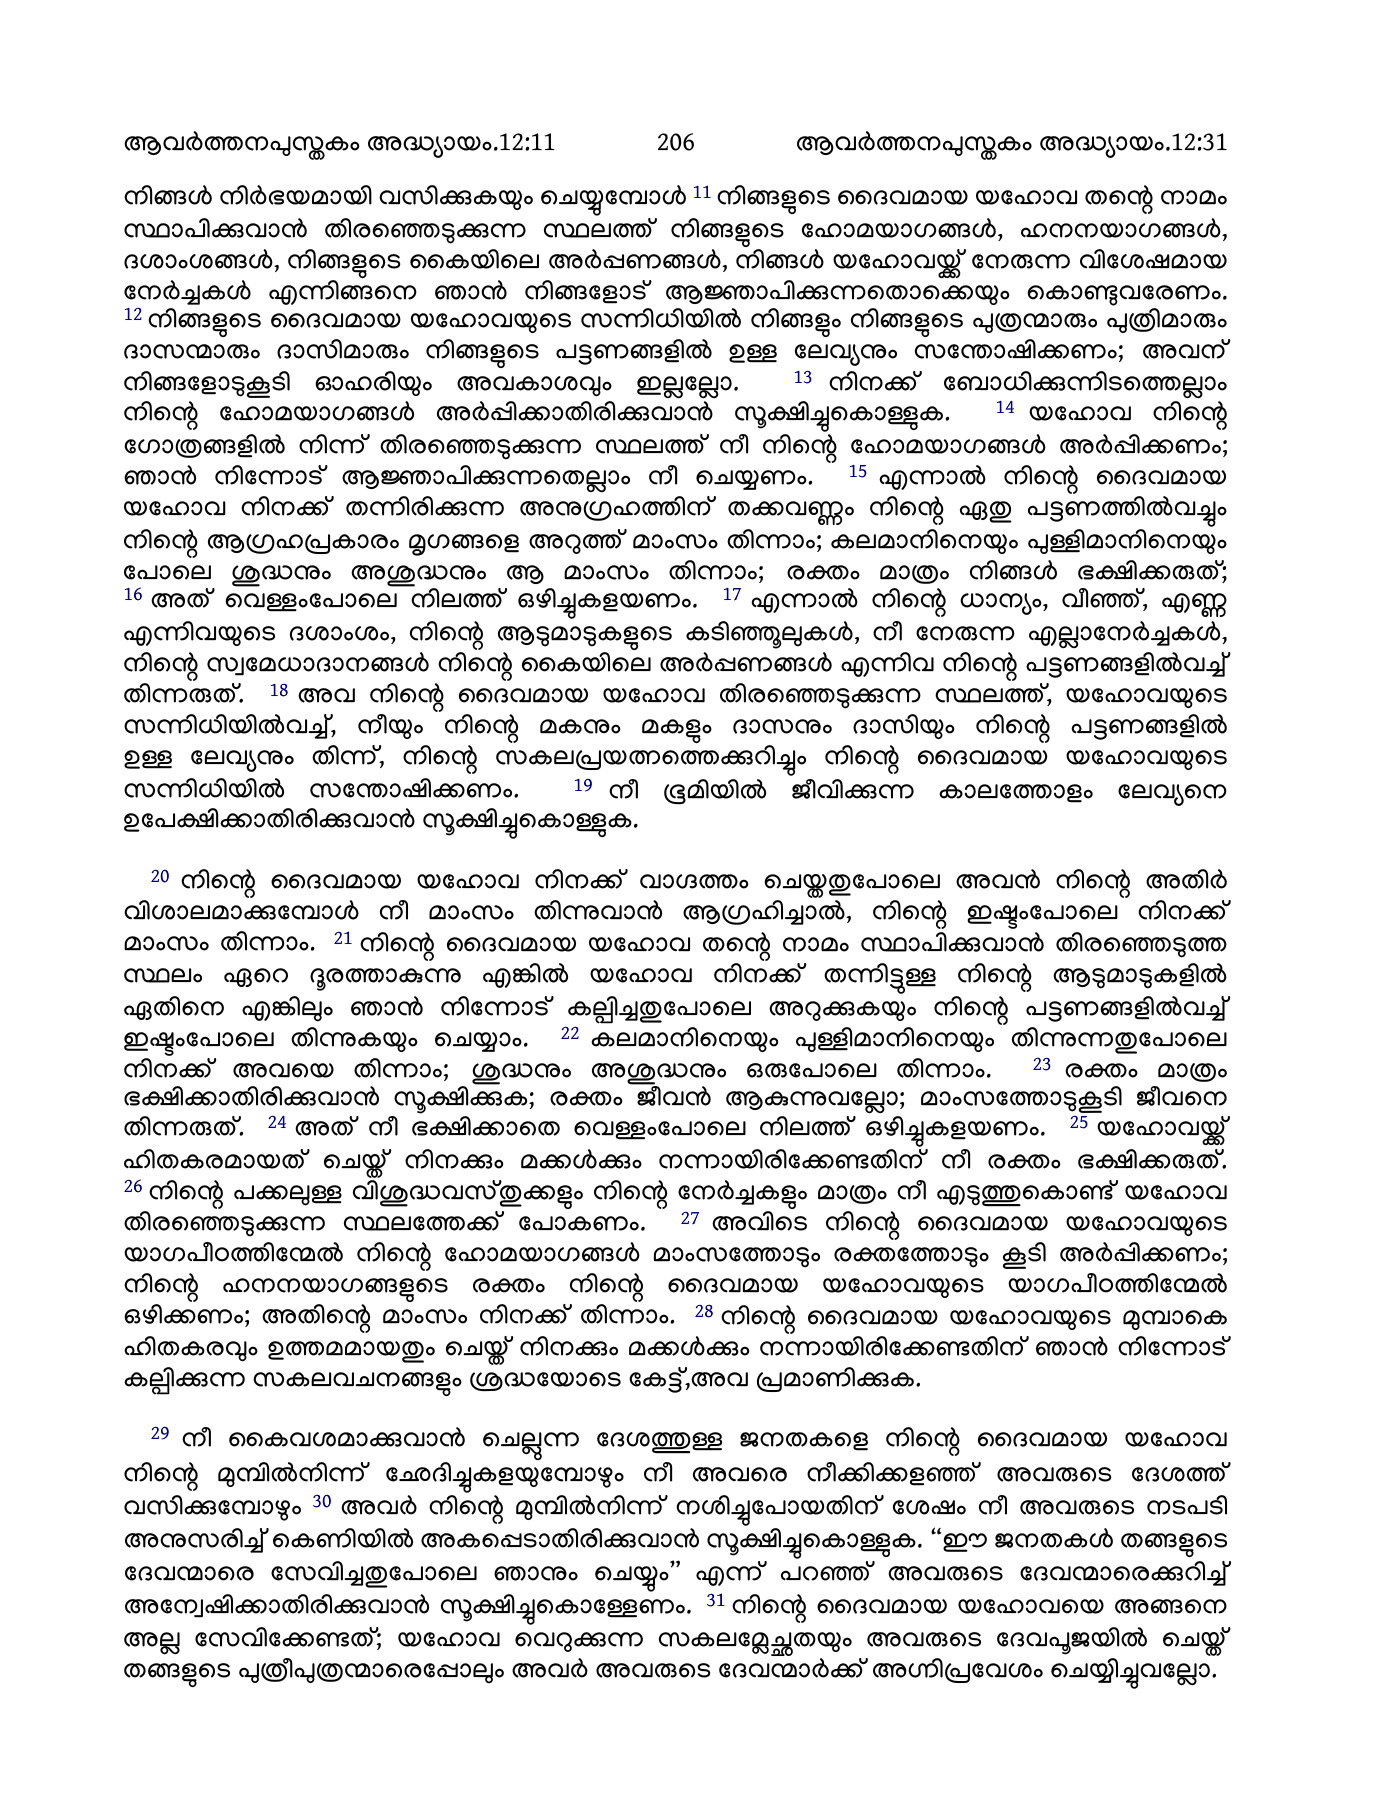 ആവർത്തനപുസ്തകം അദ്ധ്യായം.12:11 206 ആവർത്തനപുസ്തകം അദ്ധ്യായം.12:31
നിങ്ങൾ നിർഭയമായി വസിക്കുകയും ചെയ്യുമ്പോൾ 11 നിങ്ങളുടെ ദൈവമായ യഹോവ തന്റെ നാമം
സ്ഥാപിക്കുവാൻ തിരഞ്ഞെടുക്കുന്ന സ്ഥലത്ത് നിങ്ങളുടെ ഹോമയാഗങ്ങൾ, ഹനനയാഗങ്ങൾ,
ദശാംശങ്ങൾ, നിങ്ങളുടെ കൈയിലെ അർപ്പണങ്ങൾ, നിങ്ങൾ യഹോവയ്ക്ക് നേരുന്ന വിശേഷമായ
നേർച്ചകൾ എന്നിങ്ങനെ ഞാൻ നിങ്ങളോട് ആജ്ഞാപിക്കുന്നതൊക്കെയും കൊണ്ടുവരേണം.
12 നിങ്ങളുടെ ദൈവമായ യഹോവയുടെ സന്നിധിയിൽ നിങ്ങളും നിങ്ങളുടെ പുത്രന്മാരും പുത്രിമാരും
ദാസന്മാരും ദാസിമാരും നിങ്ങളുടെ പട്ടണങ്ങളിൽ ഉള്ള ലേവ്യനും സന്തോഷിക്കണം; അവന്
നിങ്ങളോടുകൂടി ഓഹരിയും അവകാശവും ഇല്ലല്ലോ. 13 നിനക്ക് ബോധിക്കുന്നിടത്തെല്ലാം
നിന്റെ ഹോമയാഗങ്ങൾ അർപ്പിക്കാതിരിക്കുവാൻ സൂക്ഷിച്ചുകൊള്ളുക. 14 യഹോവ നിന്റെ
ഗോത്രങ്ങളിൽ നിന്ന് തിരഞ്ഞെടുക്കുന്ന സ്ഥലത്ത് നീ നിന്റെ ഹോമയാഗങ്ങൾ അർപ്പിക്കണം;
ഞാൻ നിന്നോട് ആജ്ഞാപിക്കുന്നതെല്ലാം നീ ചെയ്യണം. 15 എന്നാൽ നിന്റെ ദൈവമായ
യഹോവ നിനക്ക് തന്നിരിക്കുന്ന അനുഗ്രഹത്തിന് തക്കവണ്ണം നിന്റെ ഏതു പട്ടണത്തിൽവച്ചും
നിന്റെ ആഗ്രഹപ്രകാരം മൃഗങ്ങളെ അറുത്ത് മാംസം തിന്നാം; കലമാനിനെയും പുള്ളിമാനിനെയും
പോലെ ശുദ്ധനും അശുദ്ധനും ആ മാംസം തിന്നാം; രക്തം മാത്രം നിങ്ങൾ ഭക്ഷിക്കരുത്;
16 അത് വെള്ളംപോലെ നിലത്ത് ഒഴിച്ചുകളയണം. 17 എന്നാൽ നിന്റെ ധാന്യം, വീഞ്ഞ്, എണ്ണ
എന്നിവയുടെ ദശാംശം, നിന്റെ ആടുമാടുകളുടെ കടിഞ്ഞൂലുകൾ, നീ നേരുന്ന എല്ലാനേർച്ചകൾ,
നിന്റെ സ്വമേധാദാനങ്ങൾ നിന്റെ കൈയിലെ അർപ്പണങ്ങൾ എന്നിവ നിന്റെ പട്ടണങ്ങളിൽവച്ച്
തിന്നരുത്. 18 അവ നിന്റെ ദൈവമായ യഹോവ തിരഞ്ഞെടുക്കുന്ന സ്ഥലത്ത്, യഹോവയുടെ
സന്നിധിയിൽവച്ച്, നീയും നിന്റെ മകനും മകളും ദാസനും ദാസിയും നിന്റെ പട്ടണങ്ങളിൽ
ഉള്ള ലേവ്യനും തിന്ന്, നിന്റെ സകലപ്രയത്നത്തെക്കുറിച്ചും നിന്റെ ദൈവമായ യഹോവയുടെ
സന്നിധിയിൽ സന്തോഷിക്കണം. 19 നീ ഭൂമിയിൽ ജീവിക്കുന്ന കാലത്തോളം ലേവ്യനെ
ഉപേക്ഷിക്കാതിരിക്കുവാൻ സൂക്ഷിച്ചുകൊള്ളുക.
20 നിന്റെ ദൈവമായ യഹോവ നിനക്ക് വാഗ്ദത്തം ചെയ്തതുപോലെ അവൻ നിന്റെ അതിർ
വിശാലമാക്കുമ്പോൾ നീ മാംസം തിന്നുവാൻ ആഗ്രഹിച്ചാൽ, നിന്റെ ഇഷ്ടംപോലെ നിനക്ക്
മാംസം തിന്നാം. 21 നിന്റെ ദൈവമായ യഹോവ തന്റെ നാമം സ്ഥാപിക്കുവാൻ തിരഞ്ഞെടുത്ത
സ്ഥലം ഏറെ ദൂരത്താകുന്നു എങ്കിൽ യഹോവ നിനക്ക് തന്നിട്ടുള്ള നിന്റെ ആടുമാടുകളിൽ
ഏതിനെ എങ്കിലും ഞാൻ നിന്നോട് കല്പിച്ചതുപോലെ അറുക്കുകയും നിന്റെ പട്ടണങ്ങളിൽവച്ച്
ഇഷ്ടംപോലെ തിന്നുകയും ചെയ്യാം. 22 കലമാനിനെയും പുള്ളിമാനിനെയും തിന്നുന്നതുപോലെ
നിനക്ക് അവയെ തിന്നാം; ശുദ്ധനും അശുദ്ധനും ഒരുപോലെ തിന്നാം. 23 രക്തം മാത്രം
ഭക്ഷിക്കാതിരിക്കുവാൻ സൂക്ഷിക്കുക; രക്തം ജീവൻ ആകുന്നുവല്ലോ; മാംസത്തോടുകൂടി ജീവനെ
തിന്നരുത്. 24 അത് നീ ഭക്ഷിക്കാതെ വെള്ളംപോലെ നിലത്ത് ഒഴിച്ചുകളയണം. 25 യഹോവയ്ക്ക്
ഹിതകരമായത് ചെയ്ത് നിനക്കും മക്കൾക്കും നന്നായിരിക്കേണ്ടതിന് നീ രക്തം ഭക്ഷിക്കരുത്.
26 നിന്റെ പക്കലുള്ള വിശുദ്ധവസ്‌തുക്കളും നിന്റെ നേർച്ചകളും മാത്രം നീ എടുത്തുകൊണ്ട് യഹോവ
തിരഞ്ഞെടുക്കുന്ന സ്ഥലത്തേക്ക് പോകണം. 27 അവിടെ നിന്റെ ദൈവമായ യഹോവയുടെ
യാഗപീഠത്തിന്മേൽ നിന്റെ ഹോമയാഗങ്ങൾ മാംസത്തോടും രക്തത്തോടും കൂടി അർപ്പിക്കണം;
നിന്റെ ഹനനയാഗങ്ങളുടെ രക്തം നിന്റെ ദൈവമായ യഹോവയുടെ യാഗപീഠത്തിന്മേൽ
ഒഴിക്കണം; അതിന്റെ മാംസം നിനക്ക് തിന്നാം. 28 നിന്റെ ദൈവമായ യഹോവയുടെ മുമ്പാകെ
ഹിതകരവും ഉത്തമമായതും ചെയ്ത് നിനക്കും മക്കൾക്കും നന്നായിരിക്കേണ്ടതിന് ഞാൻ നിന്നോട്
കല്പിക്കുന്ന സകലവചനങ്ങളും ശ്രദ്ധയോടെ കേട്ട്,അവ പ്രമാണിക്കുക.
29 നീ കൈവശമാക്കുവാൻ ചെല്ലുന്ന ദേശത്തുള്ള ജനതകളെ നിന്റെ ദൈവമായ യഹോവ
നിന്റെ മുമ്പിൽനിന്ന് ഛേദിച്ചുകളയുമ്പോഴും നീ അവരെ നീക്കിക്കളഞ്ഞ് അവരുടെ ദേശത്ത്
വസിക്കുമ്പോഴും 30 അവർ നിന്റെ മുമ്പിൽനിന്ന് നശിച്ചുപോയതിന് ശേഷം നീ അവരുടെ നടപടി
അനുസരിച്ച് കെണിയിൽ അകപ്പെടാതിരിക്കുവാൻ സൂക്ഷിച്ചുകൊള്ളുക. “ഈ ജനതകൾ തങ്ങളുടെ
ദേവന്മാരെ സേവിച്ചതുപോലെ ഞാനും ചെയ്യും” എന്ന് പറഞ്ഞ് അവരുടെ ദേവന്മാരെക്കുറിച്ച്
അന്വേഷിക്കാതിരിക്കുവാൻ സൂക്ഷിച്ചുകൊള്ളേണം. 31 നിന്റെ ദൈവമായ യഹോവയെ അങ്ങനെ
അല്ല സേവിക്കേണ്ടത്; യഹോവ വെറുക്കുന്ന സകലമ്ലേച്ഛതയും അവരുടെ ദേവപൂജയിൽ ചെയ്ത്
തങ്ങളുടെ പുത്രീപുത്രന്മാരെപ്പോലും അവർ അവരുടെ ദേവന്മാർക്ക് അഗ്നിപ്രവേശം ചെയ്യിച്ചുവല്ലോ.